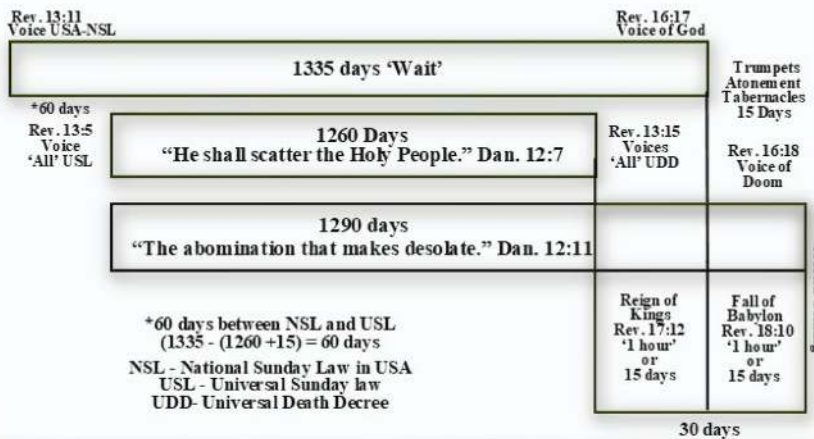 Rev. 13:11
Voice USA-NSL
Rev. 16:17
Voice of God
1335 days ‘Wait’
Trumpets
Atonement
Tabernacles
15 Days
*60 days
Rev. 13:5
Voice
‘All’ USL
1260 Days
“He shall scatter the Holy People.” Dan. 12:7
Rev. 13:15
Voices
‘All’ UDD
Rev. 16:18
Voice of
Doom
1290 days
“The abomination that makes desolate.” Dan. 12:11
*60 days between NSL and USL
(1335 - (1260 +15) = 60 days
NSL - National Sunday Law in USA
USL - Universal Sunday law
UDD- Universal Death Decree
Reign of
Kings
Rev. 17:12
‘1 hour’
or
15 days
Fall of
Babylon
Rev. 18:10
‘1 hour’
or
15 days
30 days